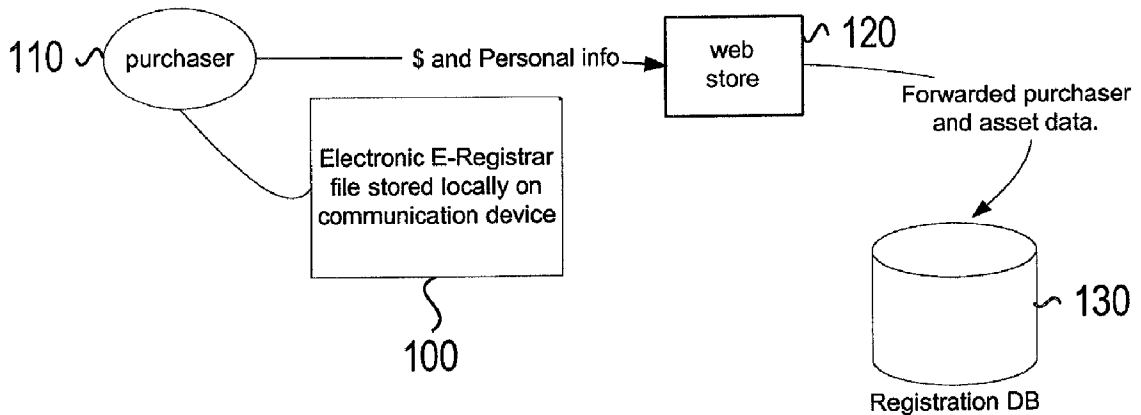 110
purchaser
$ and Personal info
web
store
120
Forwarded purchaser
and asset data.
Electronic E-Registrar
file stored locally on
communication device
100
130
Registration DB